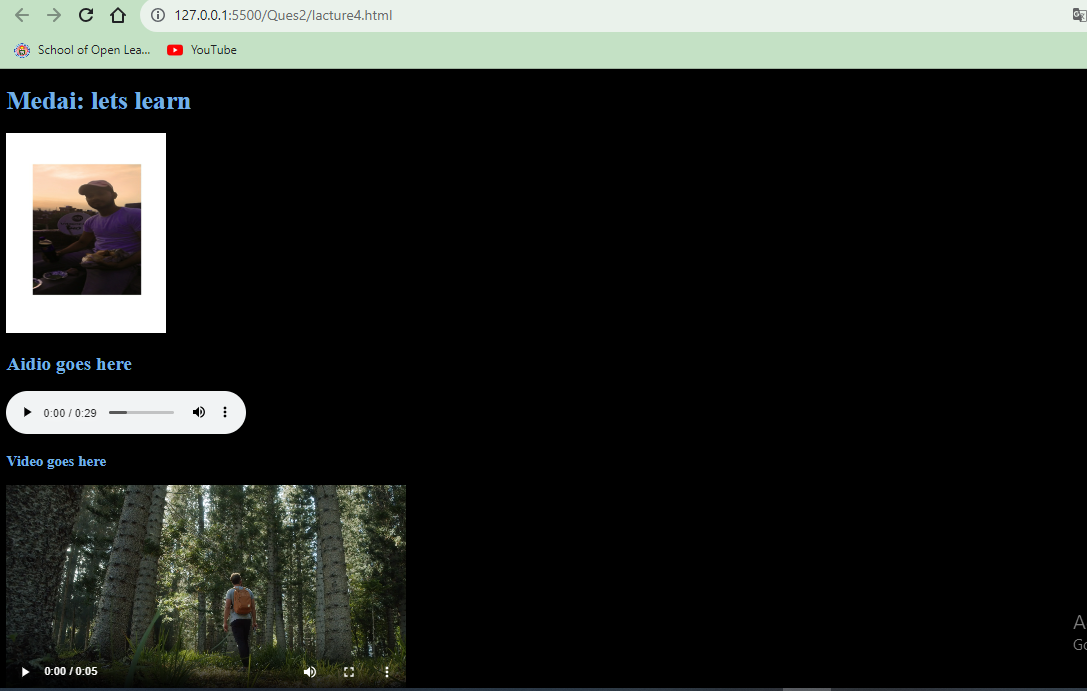 127.0.0.1:5500/Ques2/lacture4.html
School of Open Lea...
YouTube
Medai: lets learn
Aidio goes here
0:00 / 0:29
Video goes here
0:00 / 0:05
A
Go